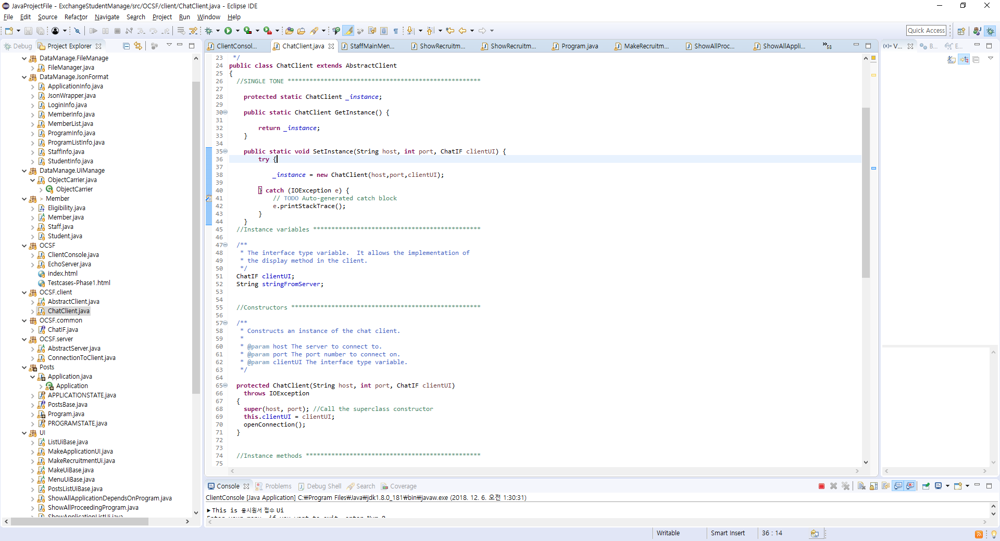 JavaProjectFile - ExchangeStudentManage/src/OCSF/client/ChatClient.java - Eclipse IDE
File Edit Source Refactor Navigate Search Project Run Window Help
Quick Access
Debug Project Explorer
DataManage.FileManage
FileManager.java
DataManage.JsonFormat
ApplicationInfo.java
JsonWrapper.java
LoginInfo.java
MemberInfo.java
MemberList.java
ProgramInfo.java
ProgramListInfo.java
StaffInfo.java
StudentInfo.java
DataManage.UiManage
ObjectCarrier.java
ObjectCarrier
> Member
Eligibility.java
Member.java
Staff.java
Student.java
OCSF
ClientConsole.java
EchoServer.java
index.html
Testcases-Phase1.html
OCSF.client
AbstractClient.java
ChatClient.java
OCSF.common
ChatIF.java
OCSF.server
AbstractServer.java
ConnectionToClient.java
Posts
Application.java
Application
APPLICATIONSTATE.java
PostsBase.java
Program.java
PROGRAMSTATE.java
UI
ListUiBase.java
MakeApplicationUI.java
MakeRecruitmentUi.java
MakeUiBase.java
MenuUiBase.java
PostsListUiBase.java
ShowAllApplicationDependsOnProgram.java
ShowAllProceedingProgram.java
ShowApplicationListUi.java
ClientConsol... ChatClient.java StaffMainMen... ShowRecruitm... ShowRecruitm... Program.java MakeRecruitm... ShowAllProc... ShowAllAppli... »58
(x)= V... B... E...
23 */
24 public class ChatClient extends AbstractClient
25 {
26 //SINGLE TONE *****************************************************
27
28 protected static ChatClient _instance;
29
30 public static ChatClient GetInstance() {
31
32 return _instance;
33 }
34
35 public static void SetInstance(String host, int port, ChatIF clientUI) {
36 try {
37
38 _instance = new ChatClient(host,port,clientUI);
39
40 } catch (IOException e) {
41 // TODO Auto-generated catch block
42 e.printStackTrace();
43 }
44 }
45 //Instance variables **********************************************
46
47 /**
48 * The interface type variable.  It allows the implementation of
49 * the display method in the client.
50 */
51 ChatIF clientUI;
52 String stringFromServer;
53
54
55 //Constructors ****************************************************
56
57 /**
58 * Constructs an instance of the chat client.
59 *
60 * @param host The server to connect to.
61 * @param port The port number to connect on.
62 * @param clientUI The interface type variable.
63 */
64
65 protected ChatClient(String host, int port, ChatIF clientUI)
66 throws IOException
67 {
68 super(host, port); //Call the superclass constructor
69 this.clientUI = clientUI;
70 openConnection();
71 }
72
73
74 //Instance methods ************************************************
75
Console Problems Debug Shell Search Coverage
ClientConsole [Java Application] C:₩Program Files₩Java₩jdk1.8.0_181₩bin₩javaw.exe (2018. 12. 6. 오전 1:30:31)
▶This is 응시원서 접수 Ui
Enter your menu, if you want to exit, enter Num 0
Writable Smart Insert 36 : 14